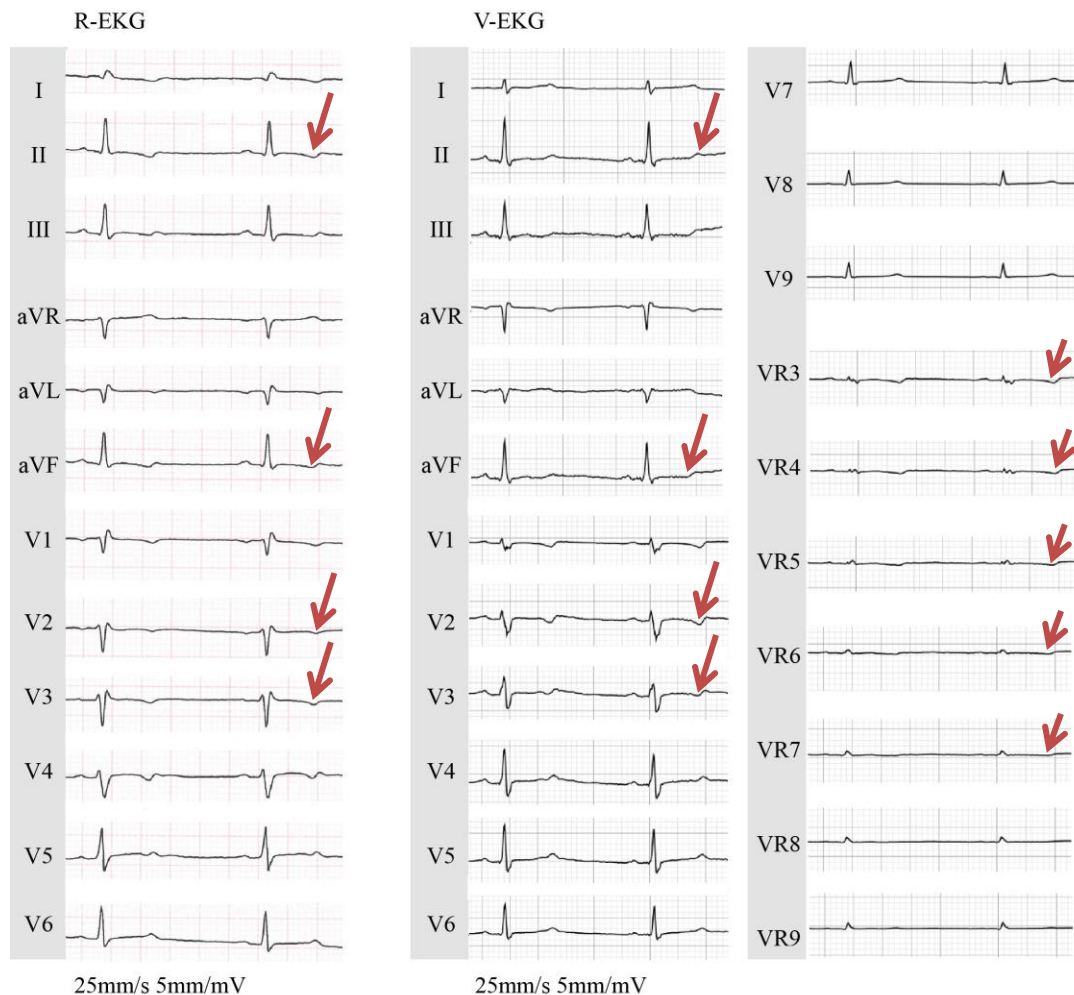 R-EKG
I
II
III
aVR
aVL
aVF
V1
V2
V3
V4
V5
V6
25mm/s 5mm/mV
V-EKG
I
II
III
aVR
aVL
aVF
V1
V2
V3
V4
V5
V6
25mm/s 5mm/mV
V7
V8
V9
VR3
VR4
VR5
VR6
VR7
VR8
VR9